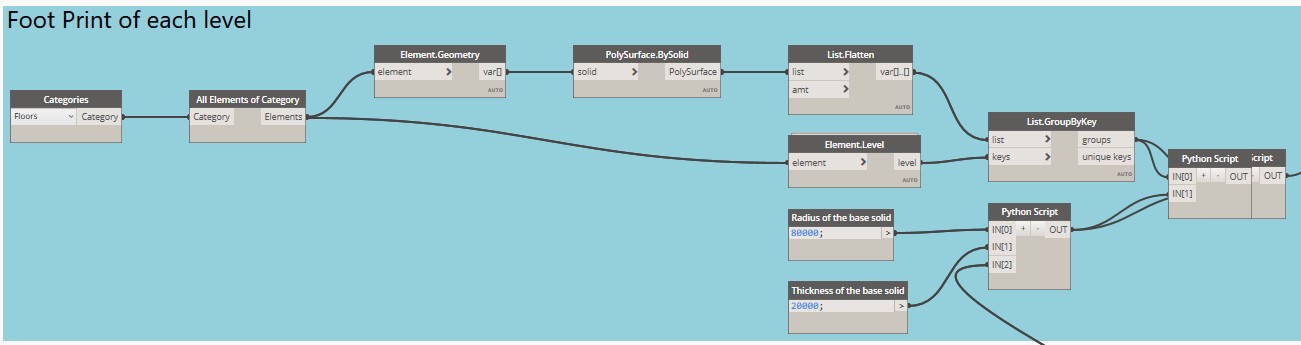 Foot Print of each level
Categories
Floors Category
All Elements of Category
Category Elements
Element.Geometry
element > var[]
AUTO
PolySurface.BySolid
solid > PolySurface
AUTO
List.Flatten
list > var[]..[]
amt >
AUTO
Element.Level
element > level
AUTO
List.GroupByKey
list > groups
keys > unique keys
AUTO
Radius of the base solid
80000; >
Thickness of the base solid
20000; >
Python Script
IN[0] + - OUT
IN[1]
IN[2]
Python Script
IN[0] + - OUT
IN[1]
Script
- OUT